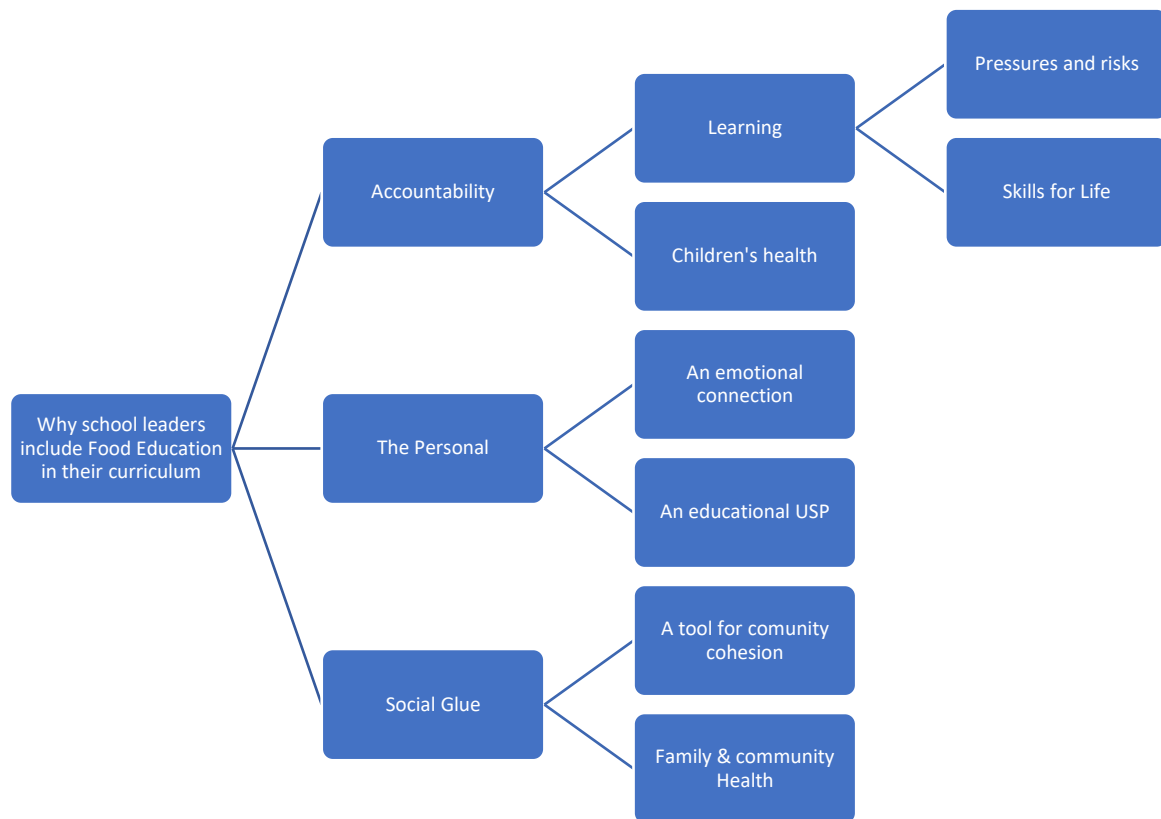 Pressures and risks
Learning
Accountability
Skills for Life
Children's health
An emotional
connection
Why school leaders
include Food Education
in their curriculum
The Personal
An educational USP
A tool for comunity
cohesion
Social Glue
Family & community
Health